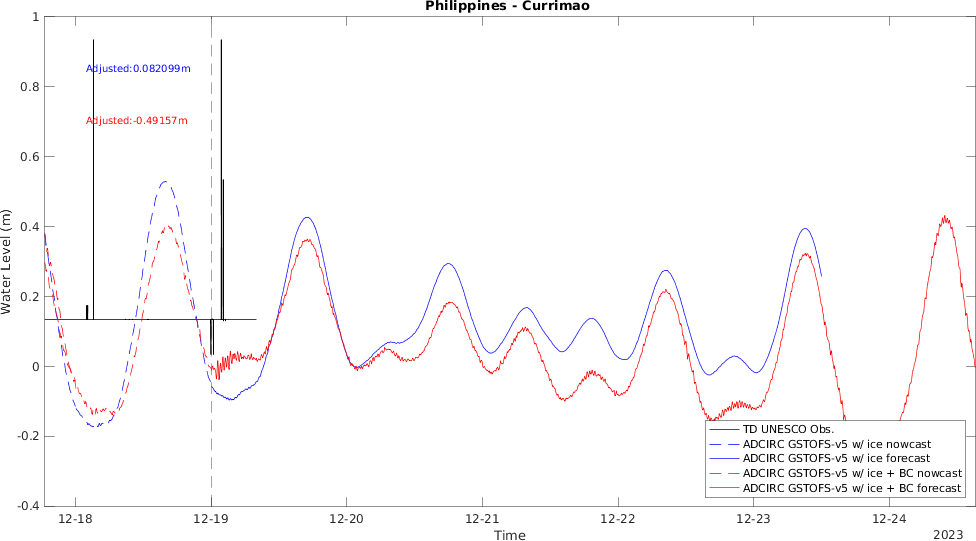 Philippines - Currimao
1
0.8
0.6
0.4
0.2
0
-0.2
-0.4
Water Level (m)
Adjusted:0.082099m
Adjusted:-0.49157m
TD UNESCO Obs.
ADCIRC GSTOFS-v5 w/ ice nowcast
ADCIRC GSTOFS-v5 w/ ice forecast
ADCIRC GSTOFS-v5 w/ ice + BC nowcast
ADCIRC GSTOFS-v5 w/ ice + BC forecast
12-18 12-19 12-20 12-21 12-22 12-23 12-24
Time
2023